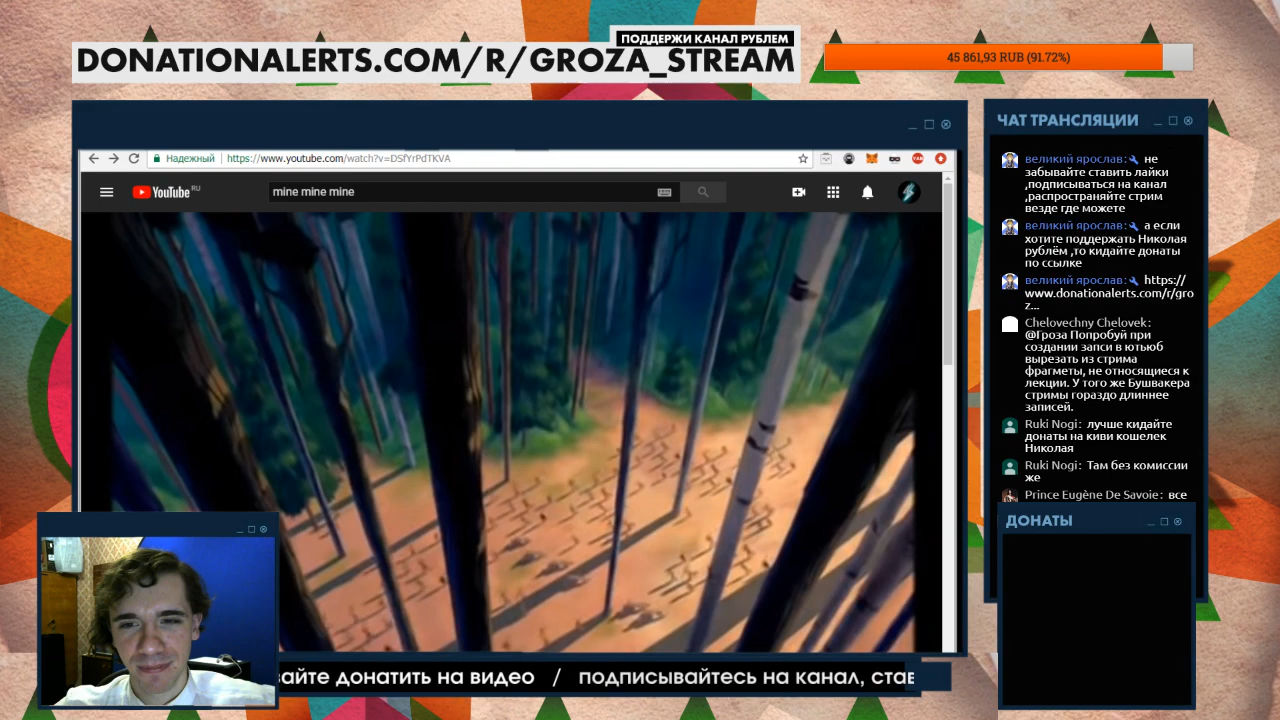 ПОДДЕРЖИ КАНАЛ РУБЛЕМ
DONATIONALERTS.COM/R/GROZA_STREAM
45 861,93 RUB (91.72%)
ЧАТ ТРАНСЛЯЦИИ
Надежный
https://www.youtube.com/watch?v=DSfYrPdTKVA
YouTube RU
mine mine mine
великий ярослав: не
забывайте ставить лайки
,подписываться на канал
,распространяйте стрим
везде где можете
великий ярослав: а если
хотите поддержать Николая
рублём ,то кидайте донаты
по ссылке
великий ярослав: https://
www.donationalerts.com/r/gro
z...
Chelovechny Chelovek:
@Гроза Попробуй при
создании запси в ютьюб
вырезать из стрима
фрагметы, не относящиеся к
лекции. У того же Бушвакера
стримы гораздо длиннее
записей.
Ruki Nogi: лучше кидайте
донаты на киви кошелек
Николая
Ruki Nogi: Там без комиссии
же
Prince Eugène De Savoie: все
ДОНАТЫ
вайте донатить на видео / подписывайтесь на канал, став